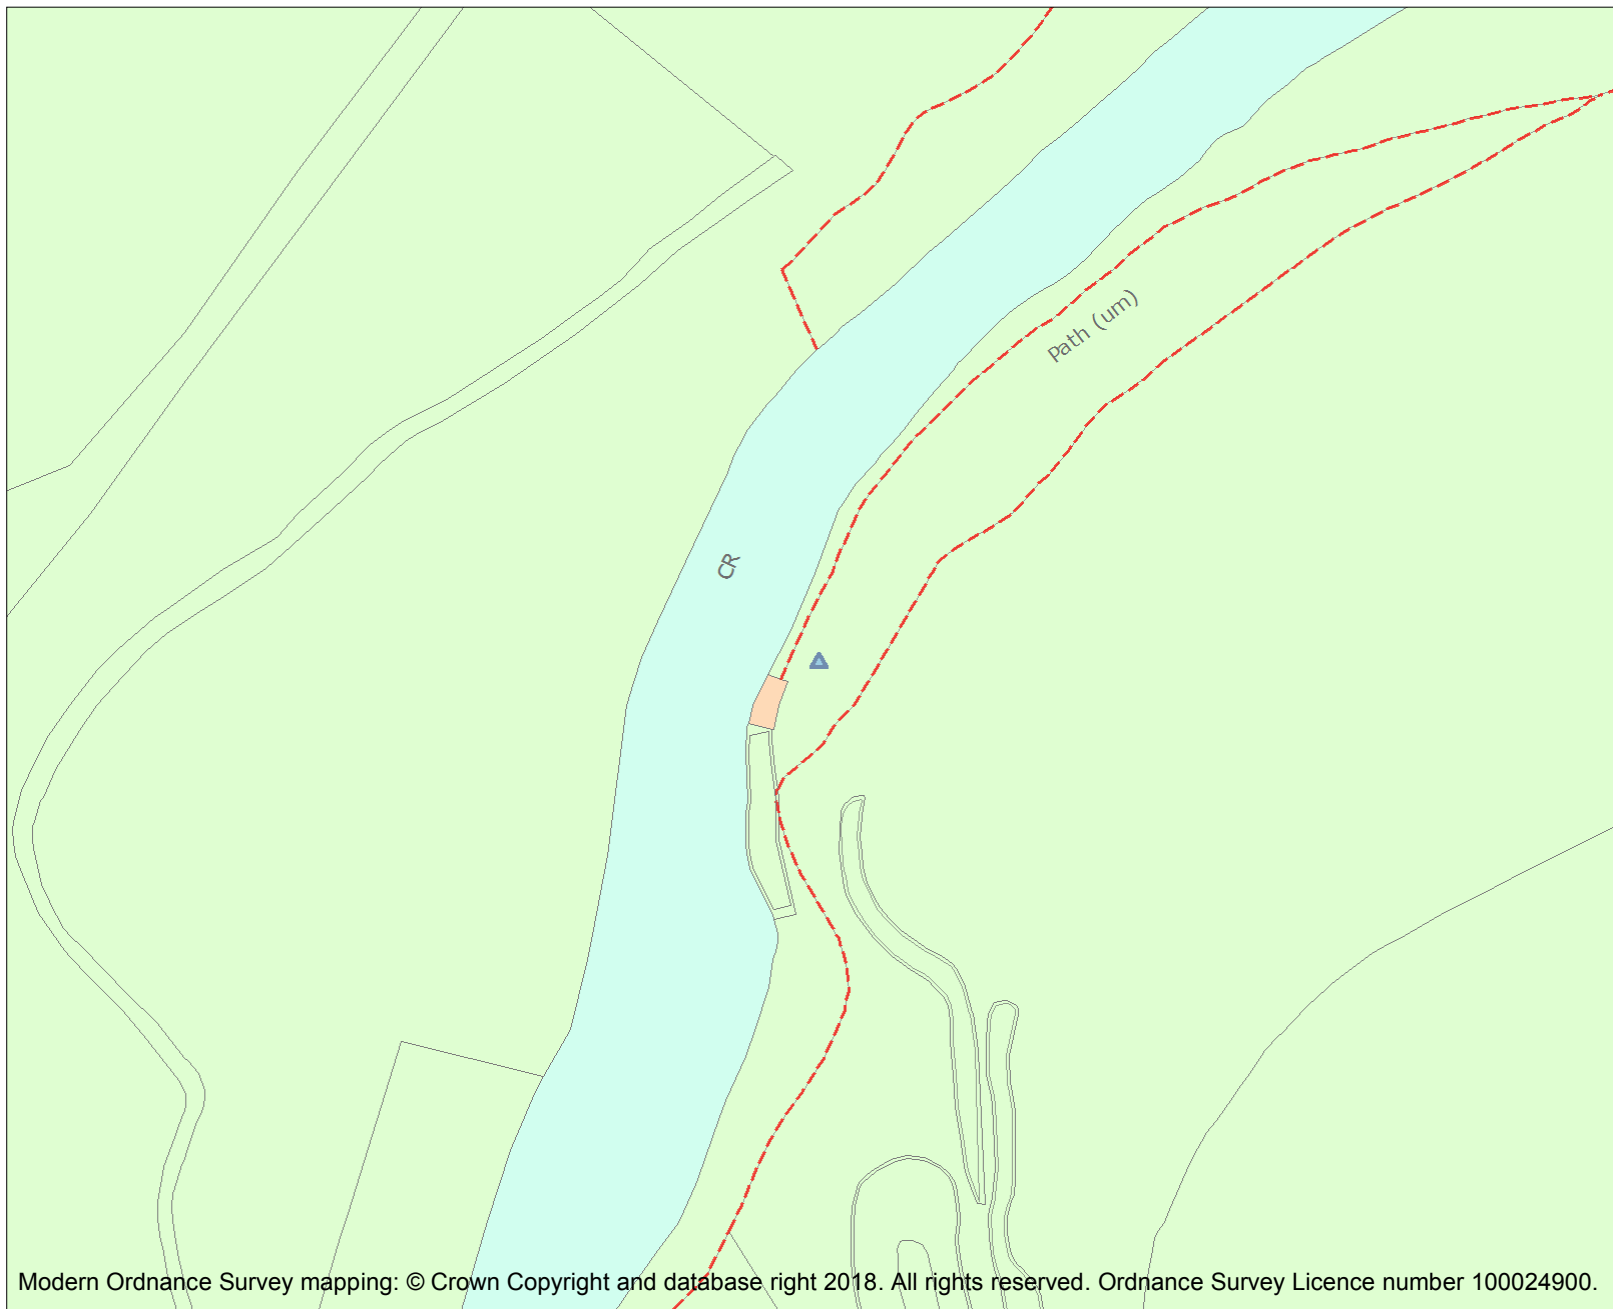 Path (um)
CR
Modern Ordnance Survey mapping: © Crown Copyright and database right 2018. All rights reserved. Ordnance Survey Licence number 100024900.